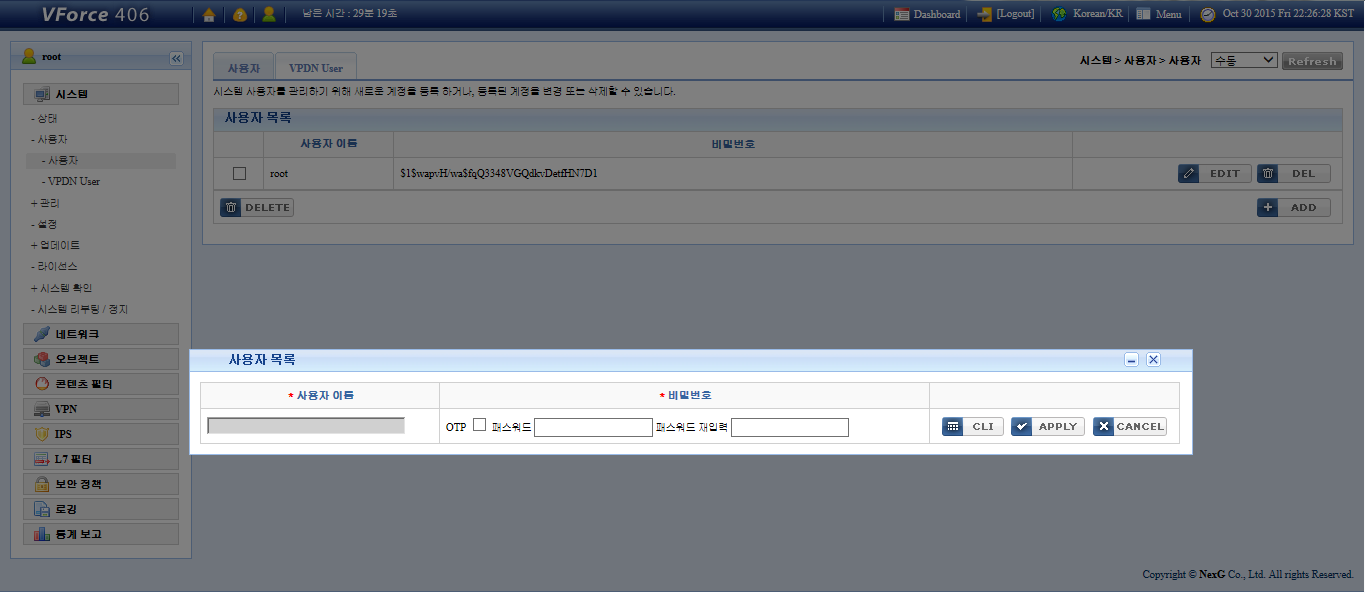 VForce 406
남은 시간 : 29분 19초
Dashboard
[Logout]
Korean/KR
Menu
Oct 30 2015 Fri 22:26:28 KST
root
시스템
- 상태
- 사용자
- 사용자
- VPDN User
+ 관리
- 설정
+ 업데이트
- 라이선스
+ 시스템 확인
- 시스템 리부팅 / 정지
네트워크
오브젝트
콘텐츠 필터
VPN
IPS
L7 필터
보안 정책
로깅
통계 보고
사용자
VPDN User
시스템 > 사용자 > 사용자
수동
Refresh
시스템 사용자를 관리하기 위해 새로운 계정을 등록 하거나, 등록된 계정을 변경 또는 삭제할 수 있습니다.
사용자 목록
사용자 이름
비밀번호
root
$1$wapvH/wa$fqQ3348VGQdkvDetfHN7D1
EDIT
DEL
DELETE
ADD
사용자 목록
* 사용자 이름
* 비밀번호
OTP
패스워드
패스워드 재입력
CLI
APPLY
CANCEL
Copyright © NexG Co., Ltd. All rights Reserved.